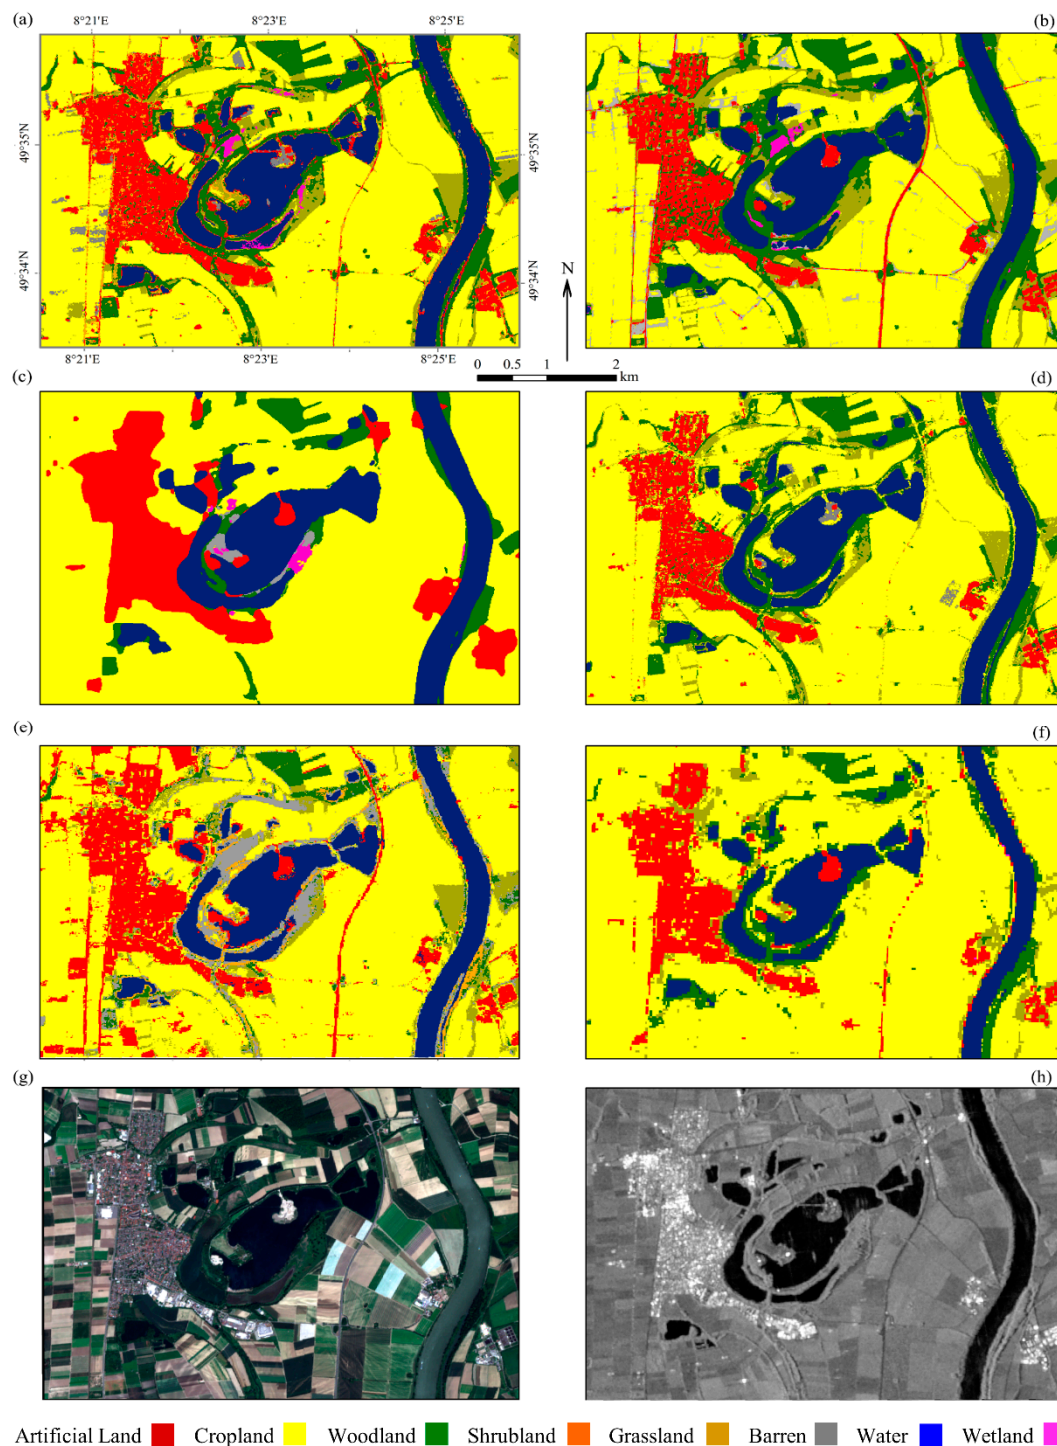 (a)
8°21'E
8°23'E
8°25'E
(b)
49°35'N
49°35'N
49°34'N
49°34'N
N
8°21'E
8°23'E
8°25'E
0 0.5 1 2
km
(c)
(d)
(e)
(f)
(g)
(h)
Artificial Land Cropland Woodland Shrubland Grassland Barren Water Wetland